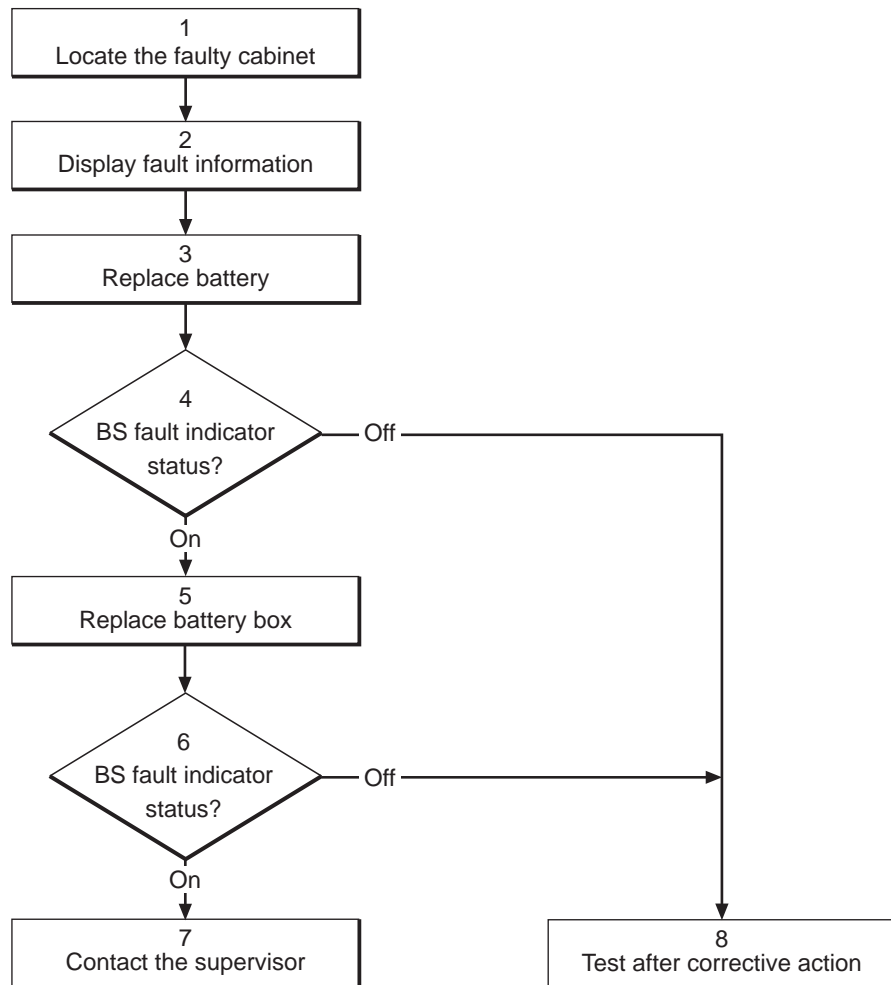 1
Locate the faulty cabinet
2
Display fault information
3
Replace battery
4
BS fault indicator
status?
Off
On
5
Replace battery box
6
BS fault indicator
status?
Off
On
7
Contact the supervisor
8
Test after corrective action